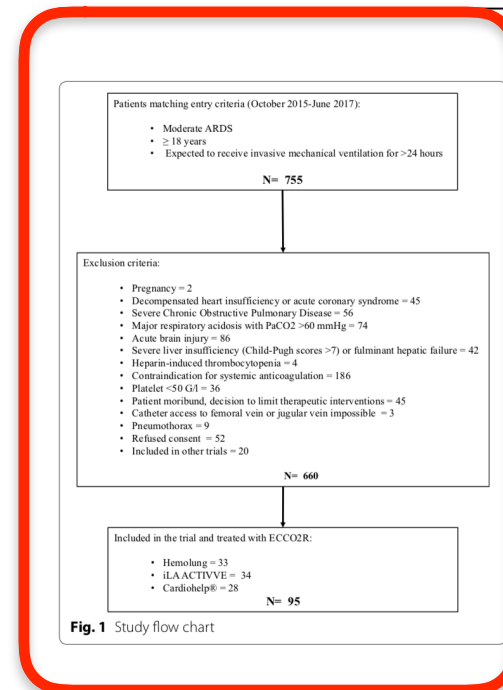 Patients matching entry criteria (October 2015-June 2017):
• Moderate ARDS
• ≥ 18 years
• Expected to receive invasive mechanical ventilation for >24 hours
N= 755
Exclusion criteria:
• Pregnancy = 2
• Decompensated heart insufficiency or acute coronary syndrome = 45
• Severe Chronic Obstructive Pulmonary Disease = 56
• Major respiratory acidosis with PaCO2 >60 mmHg = 74
• Acute brain injury = 86
• Severe liver insufficiency (Child-Pugh scores >7) or fulminant hepatic failure = 42
• Heparin-induced thrombocytopenia = 4
• Contraindication for systemic anticoagulation = 186
• Platelet <50 G/l = 36
• Patient moribund, decision to limit therapeutic interventions = 45
• Catheter access to femoral vein or jugular vein impossible = 3
• Pneumothorax = 9
• Refused consent = 52
• Included in other trials = 20
N= 660
Included in the trial and treated with ECCO2R:
• Hemolung = 33
• iLA ACTIVVE = 34
• Cardiohelp® = 28
N= 95
Fig. 1 Study flow chart